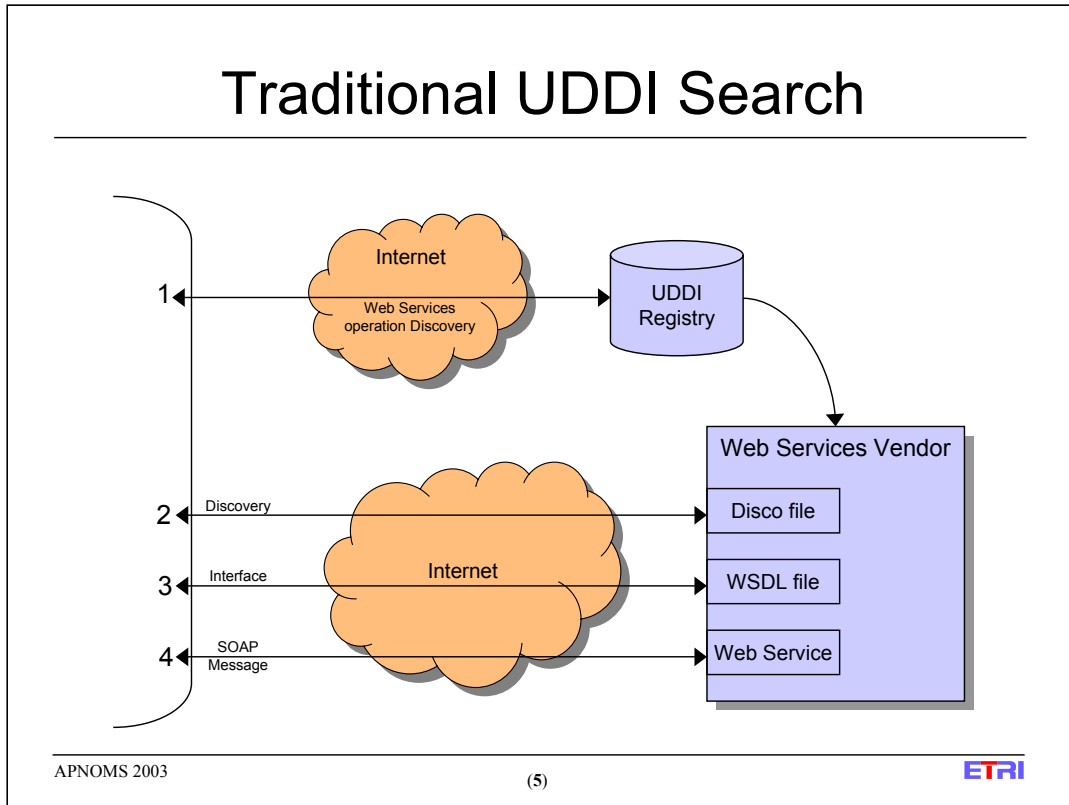 Traditional UDDI Search
Internet
1
Web Services
operation Discovery
UDDI
Registry
Web Services Vendor
2
Discovery
Disco file
3
Interface
Internet
WSDL file
4
SOAP
Message
Web Service
APNOMS 2003
(5)
ETRI